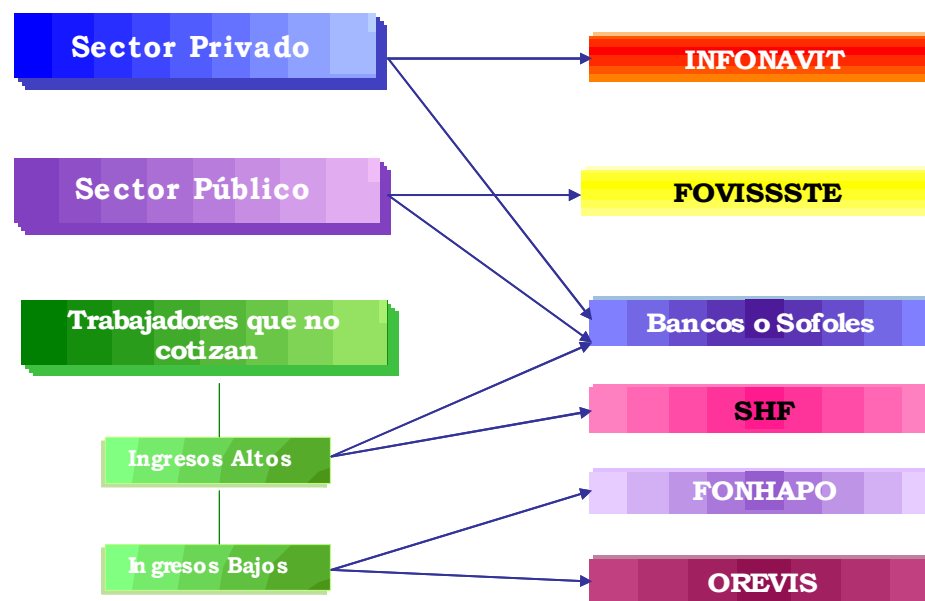 Sector Privado
INFONAVIT
Sector Público
FOVISSSTE
Trabajadores que no
cotizan
Bancos o Sofoles
SHF
Ingresos Altos
FONHAPO
Ingresos Bajos
OREVIS